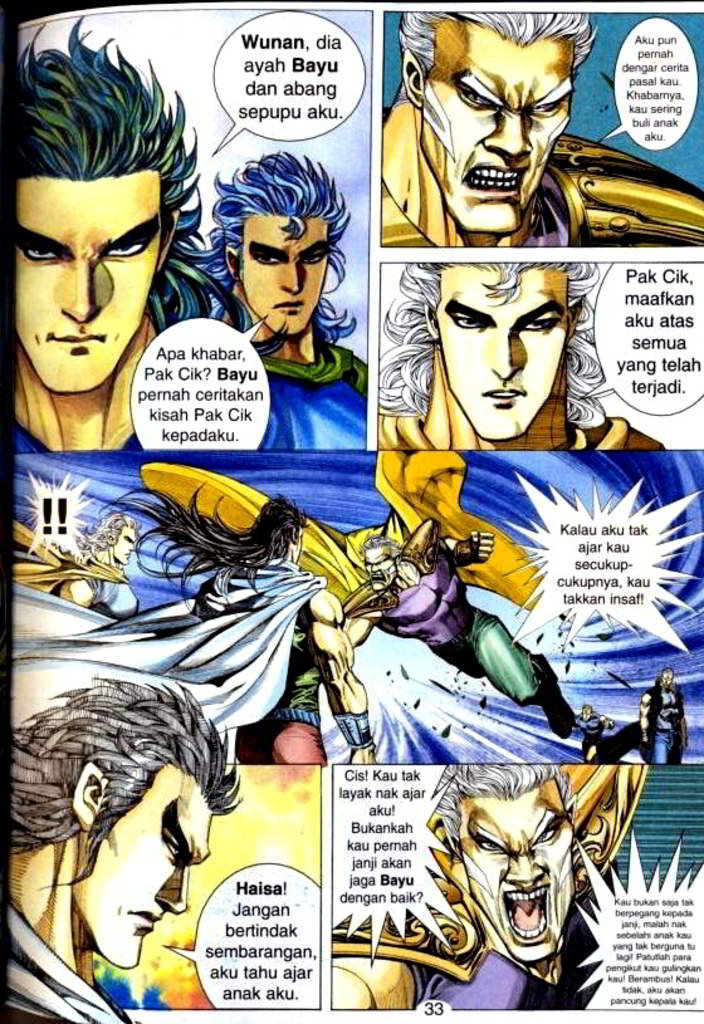 Wunan, dia
ayah Bayu
dan abang
sepupu aku.
Apa khabar,
Pak Cik? Bayu
pernah ceritakan
kisah Pak Cik
kepadaku.
Aku pun
pernah
dengar cerita
pasal kau.
Khabarnya,
kau sering
buli anak
aku.
Pak Cik,
maafkan
aku atas
semua
yang telah
terjadi.
!!
Kalau aku tak
ajar kau
secukup-
cukupnya, kau
takkan insaf!
Haisa!
Jangan
bertindak
sembarangan,
aku tahu ajar
anak aku.
Cis! Kau tak
layak nak ajar
aku!
Bukankah
kau pernah
janji akan
jaga Bayu
dengan baik?
Kau bukan saja tak
berpegang kepada
janji, malah nak
sebelahi anak kau
yang tak berguna tu
lagi! Patutlah para
pengikut kau gulingkan
kau! Berambus! Kalau
tidak, aku akan
pancung kepala kau!
33